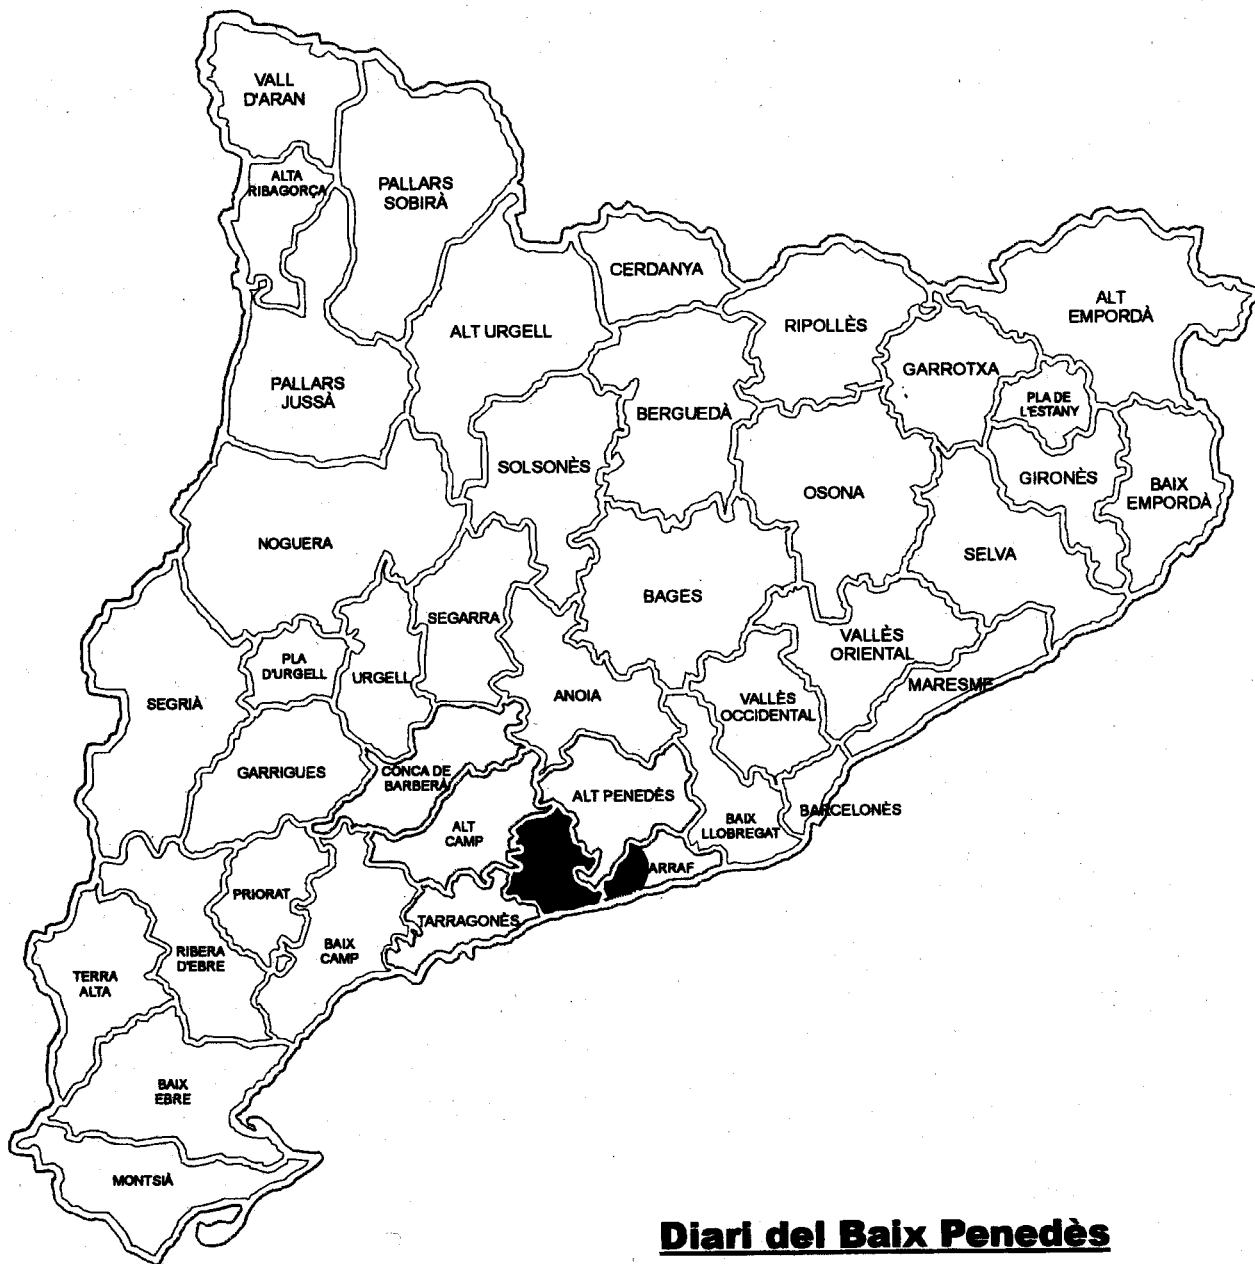 VALL
D'ARAN
ALTA
RIBAGORÇA
PALLARS
SOBIRÀ
CERDANYA
ALT URGELL
RIPOLLÈS
ALT
EMPORDÀ
PALLARS
JUSSÀ
GARROTXA
PLA DE
L'ESTANY
BERGUEDÀ
SOLSONÈS
OSONA
GIRONÈS
BAIX
EMPORDÀ
NOGUERA
SELVA
BAGES
SEGARRA
VALLÈS
ORIENTAL
PLA
D'URGELL
URGELL
MARESME
SEGRIÀ
ANOIA
VALLÈS
OCCIDENTAL
GARRIGUES
CONCA DE
BARBERÀ
ALT PENEDÈS
BARCELONÈS
ALT
CAMP
BAIX
LLOBREGAT
ARRAF
PRIORAT
TARRAGONÈS
RIBERA
D'EBRE
BAIX
CAMP
TERRA
ALTA
BAIX
EBRE
MONTSIÀ
Diari del Baix Penedès